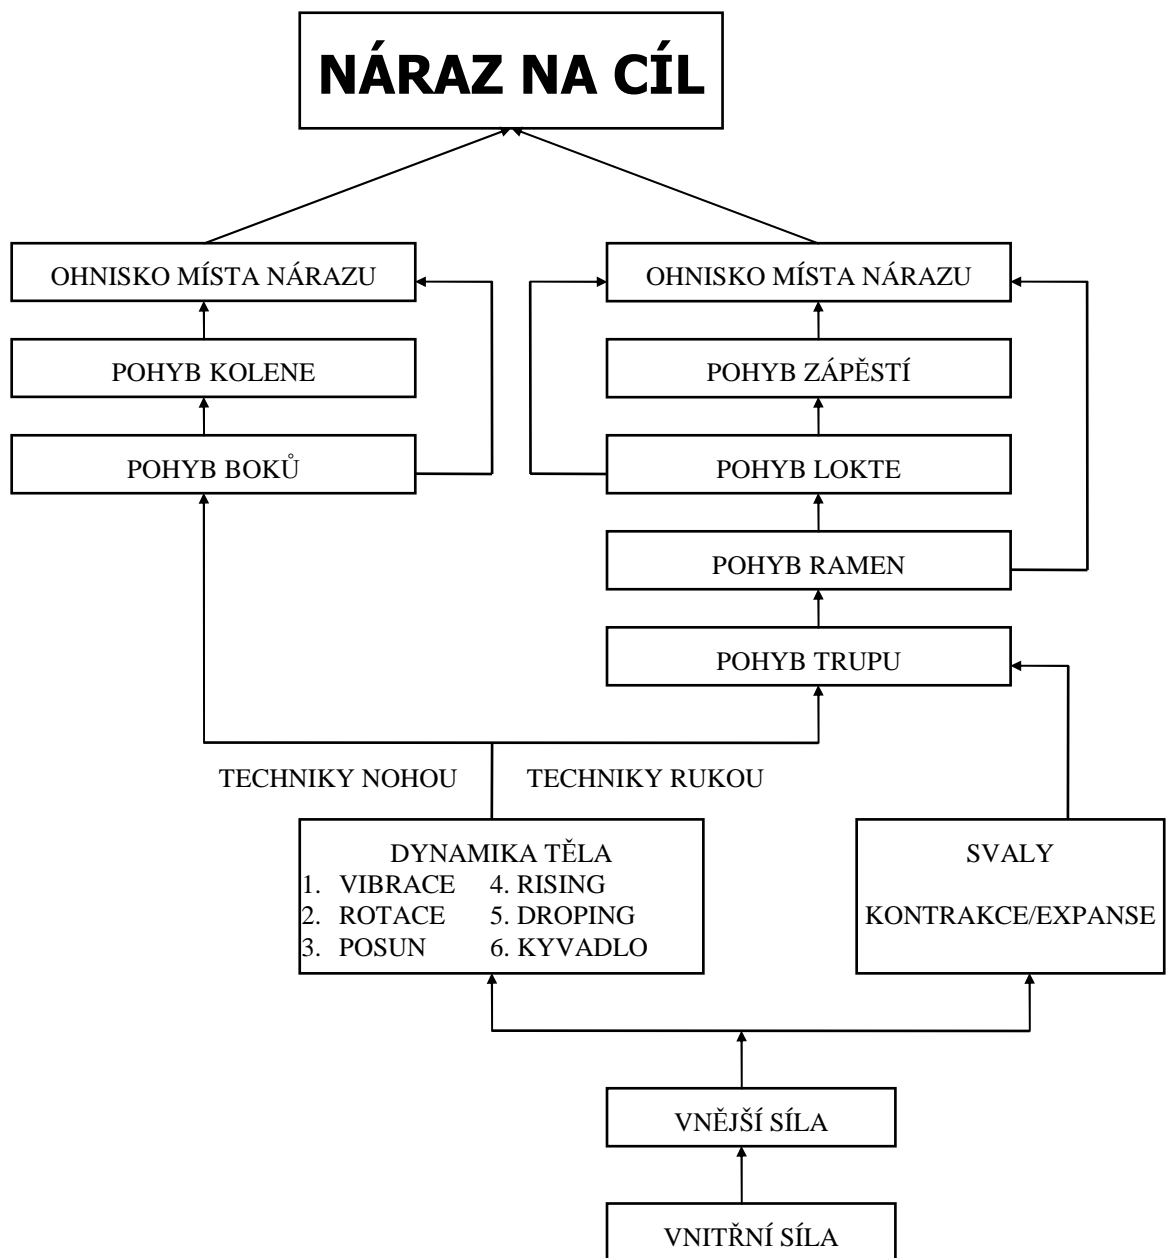 NÁRAZ NA CÍL
OHNISKO MÍSTA NÁRAZU
OHNISKO MÍSTA NÁRAZU
POHYB KOLENE
POHYB ZÁPĚSTÍ
POHYB BOKŮ
POHYB LOKTE
POHYB RAMEN
POHYB TRUPU
TECHNIKY NOHOU
TECHNIKY RUKOU
DYNAMIKA TĚLA
1. VIBRACE 4. RISING
2. ROTACE 5. DROPING
3. POSUN 6. KYVADLO
SVALY
KONTRAKCE/EXPANSE
VNĚJŠÍ SÍLA
VNITŘNÍ SÍLA